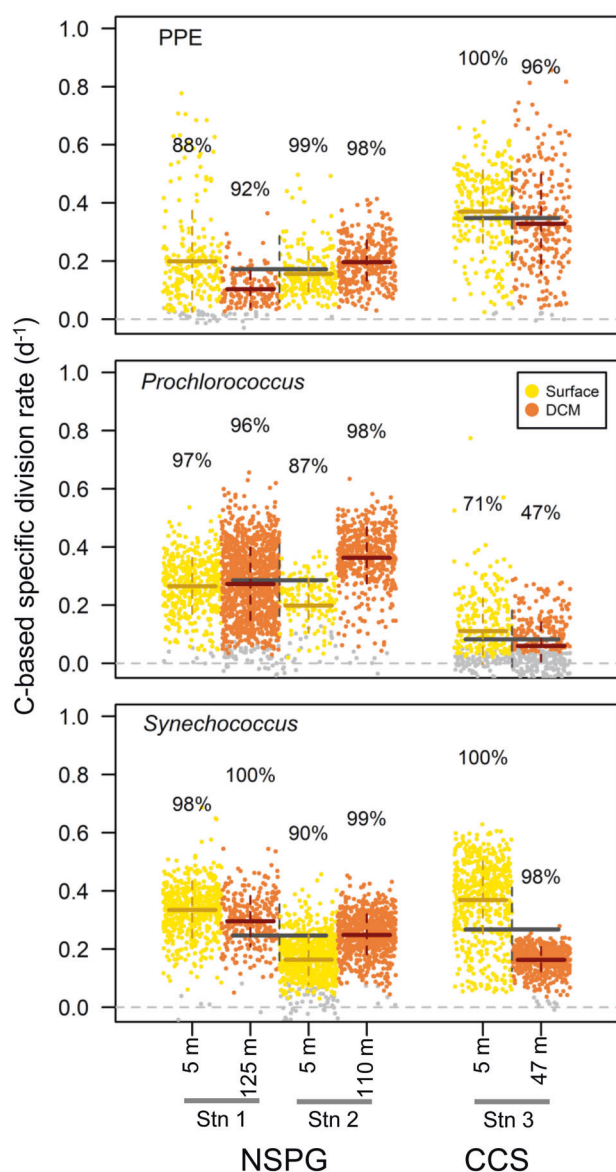 C-based specific division rate (d-1)
PPE
1.0
0.8
0.6
0.4
0.2
0.0
88%
92%
99%
98%
100%
96%
Prochlorococcus
Surface
DCM
1.0
0.8
0.6
0.4
0.2
0.0
97%
96%
87%
98%
71%
47%
Synechococcus
1.0
0.8
0.6
0.4
0.2
0.0
98%
100%
90%
99%
100%
98%
5 m
125 m
5 m
110 m
5 m
47 m
Stn 1
Stn 2
Stn 3
NSPG
CCS